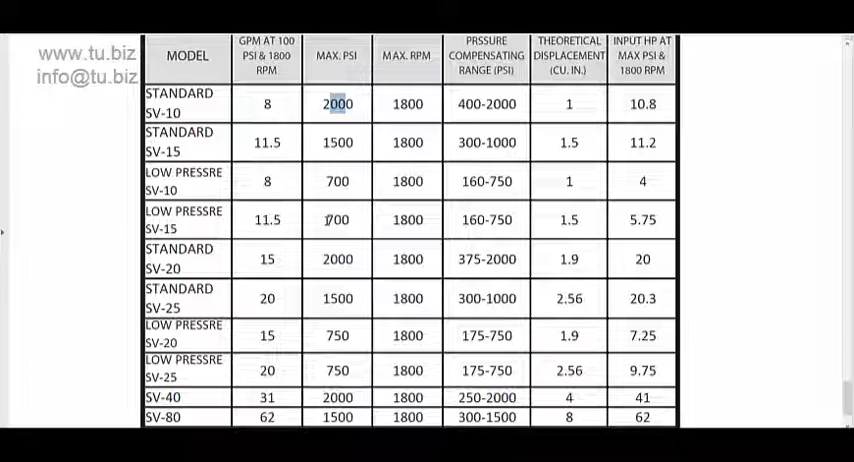 www.tu.biz
info@tu.biz
MODEL GPM AT 100 PSI & 1800 RPM MAX. PSI MAX. RPM PRSSURE COMPENSATING RANGE (PSI) THEORETICAL DISPLACEMENT (CU. IN.) INPUT HP AT MAX PSI & 1800 RPM
STANDARD SV-10 8 2000 1800 400-2000 1 10.8
STANDARD SV-15 11.5 1500 1800 300-1000 1.5 11.2
LOW PRESSRE SV-10 8 700 1800 160-750 1 4
LOW PRESSRE SV-15 11.5 700 1800 160-750 1.5 5.75
STANDARD SV-20 15 2000 1800 375-2000 1.9 20
STANDARD SV-25 20 1500 1800 300-1000 2.56 20.3
LOW PRESSRE SV-20 15 750 1800 175-750 1.9 7.25
LOW PRESSRE SV-25 20 750 1800 175-750 2.56 9.75
SV-40 31 2000 1800 250-2000 4 41
SV-80 62 1500 1800 300-1500 8 62